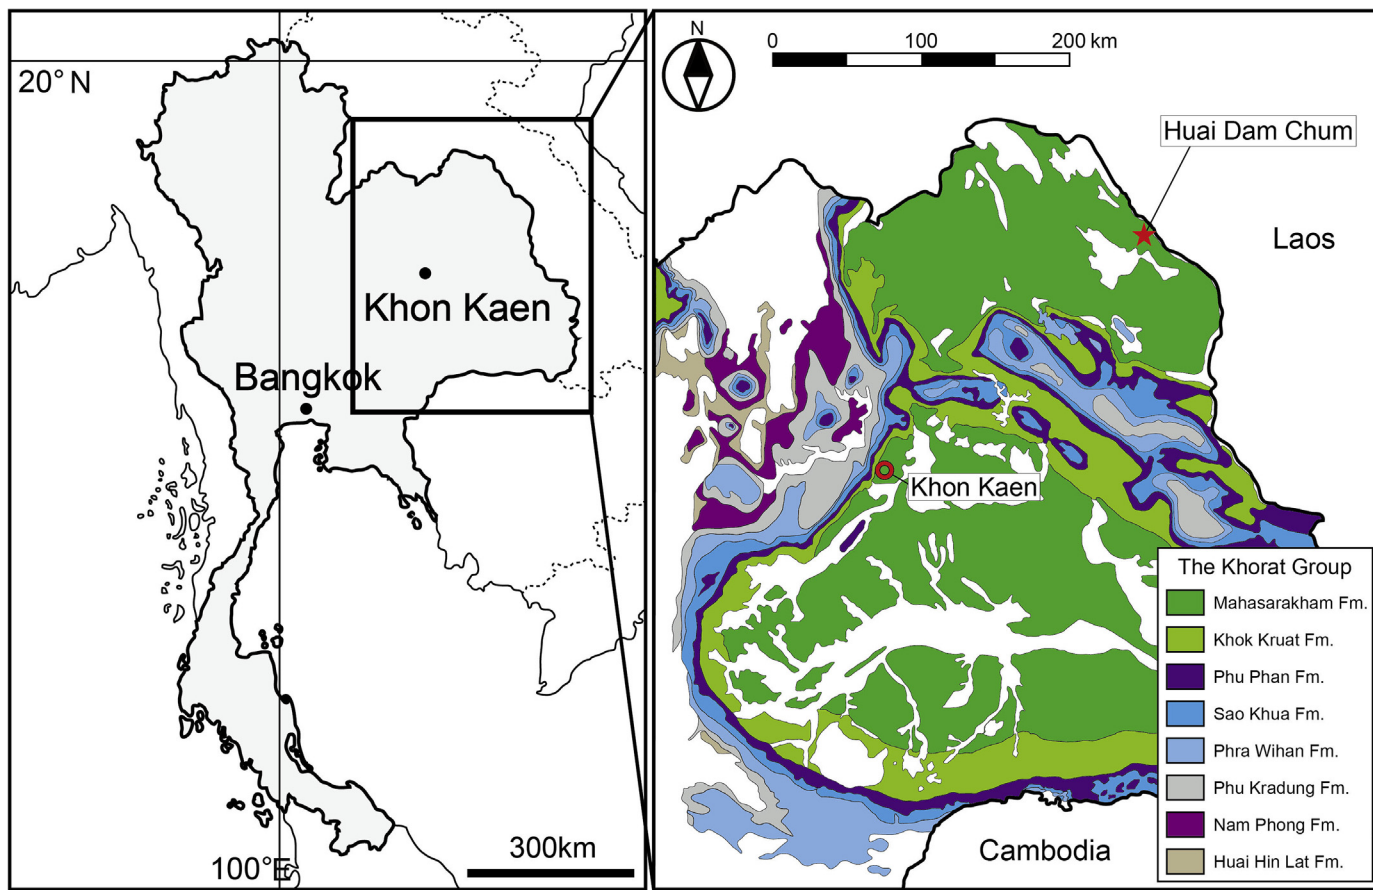 20° N
Khon Kaen
Bangkok
100°E
300km
N
0 100 200 km
Huai Dam Chum
Laos
Khon Kaen
Cambodia
The Khorat Group
Mahasarakham Fm.
Khok Kruat Fm.
Phu Phan Fm.
Sao Khua Fm.
Phra Wihan Fm.
Phu Kradung Fm.
Nam Phong Fm.
Huai Hin Lat Fm.